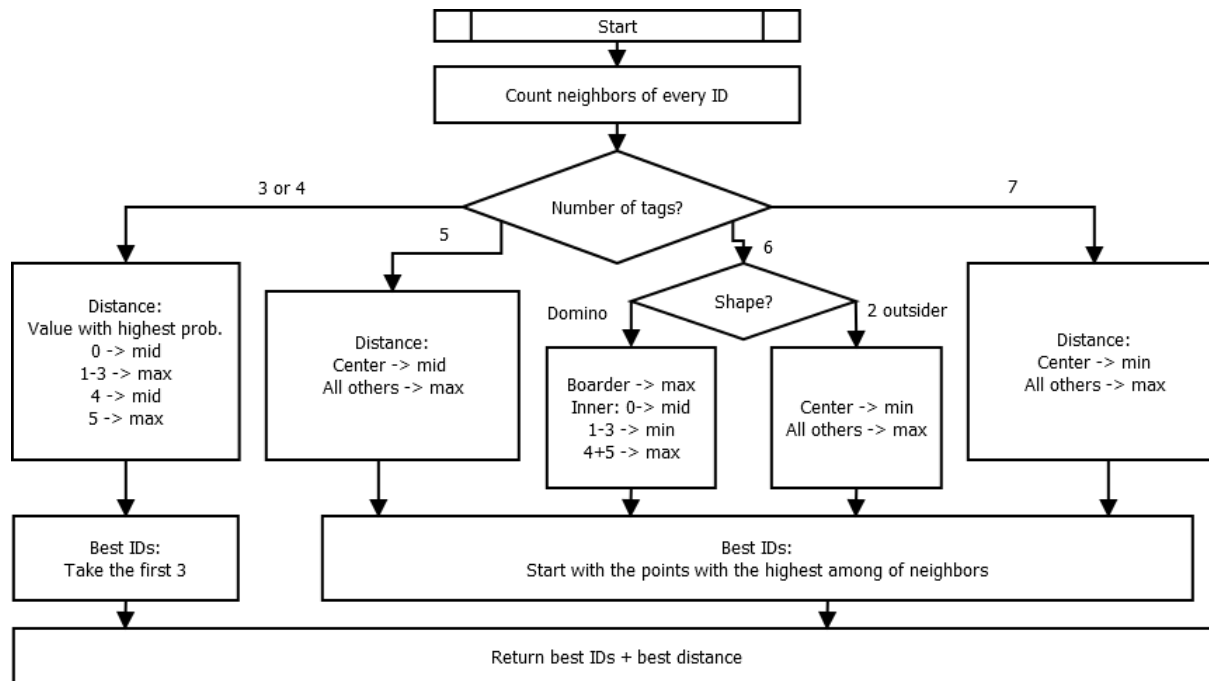 Start
Count neighbors of every ID
Number of tags?
3 or 4
5
6
7
Distance:
Value with highest prob.
0 -> mid
1-3 -> max
4 -> mid
5 -> max
Distance:
Center -> mid
All others -> max
Shape?
Domino
2 outsider
Boarder -> max
Inner: 0-> mid
1-3 -> min
4+5 -> max
Center -> min
All others -> max
Distance:
Center -> min
All others -> max
Best IDs:
Take the first 3
Best IDs:
Start with the points with the highest among of neighbors
Return best IDs + best distance